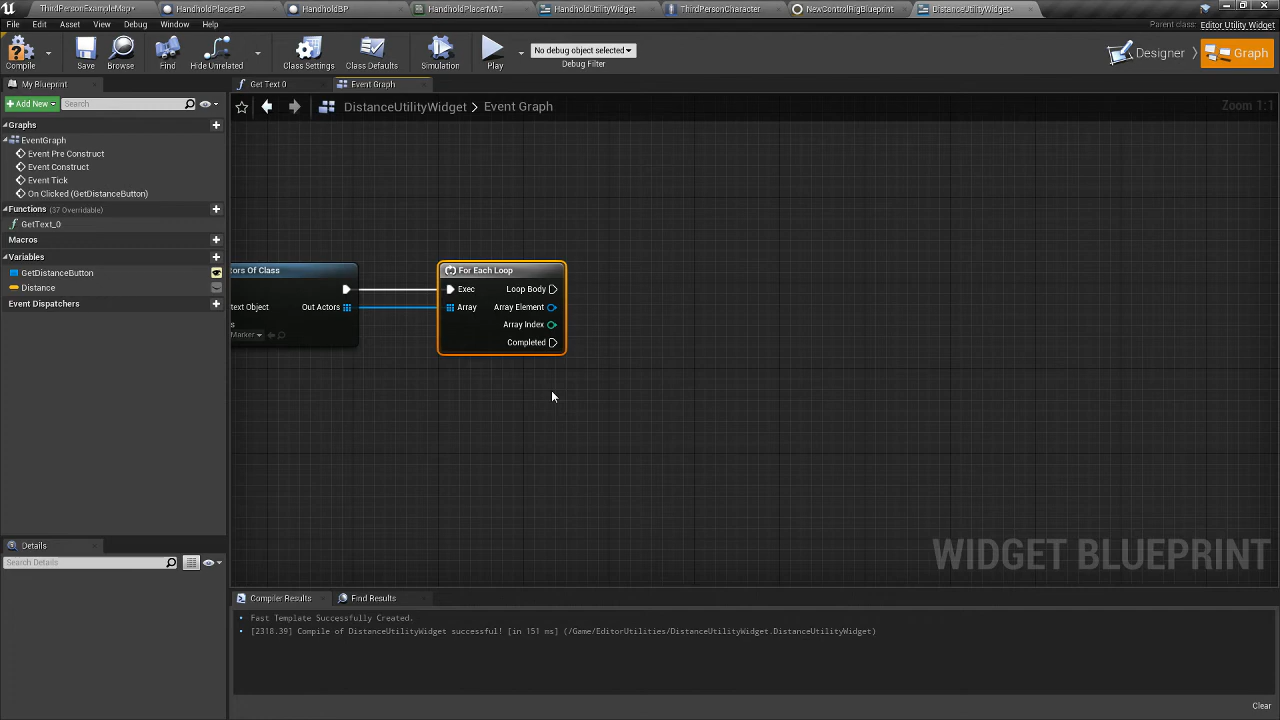 ThirdPersonExampleMap*
HandholdPlacerBP
HandholdBP
HandholdPlacerMAT
HandholdUtilityWidget
ThirdPersonCharacter
NewControlRigBlueprint
DistanceUtilityWidget*
File Edit Asset View Debug Window Help
Parent class: Editor Utility Widget
Compile
Save
Browse
Find
Hide Unrelated
Class Settings
Class Defaults
Simulation
Play
No debug object selected
Debug Filter
Designer
Graph
My Blueprint
Get Text 0
Event Graph
Add New
Search
DistanceUtilityWidget > Event Graph
Zoom 1:1
Graphs
EventGraph
Event Pre Construct
Event Construct
Event Tick
On Clicked (GetDistanceButton)
Functions (37 Overridable)
GetText_0
Macros
Variables
GetDistanceButton
Distance
Event Dispatchers
tors Of Class
text Object
Out Actors
s
Marker
For Each Loop
Exec
Loop Body
Array
Array Element
Array Index
Completed
WIDGET BLUEPRINT
Details
Search Details
Compiler Results
Find Results
Fast Template Successfully Created.
[2318.39] Compile of DistanceUtilityWidget successful! [in 151 ms] (/Game/EditorUtilities/DistanceUtilityWidget.DistanceUtilityWidget)
Clear